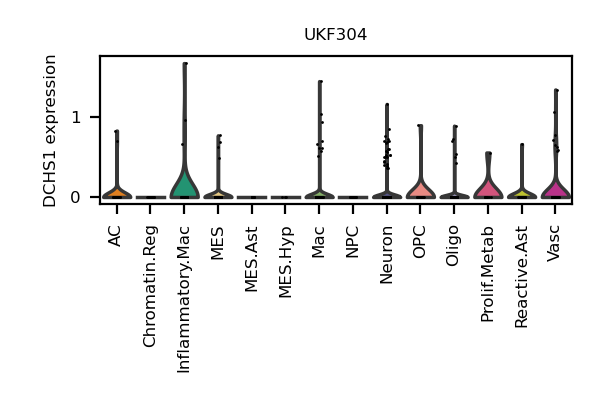 UKF304
DCHS1 expression
1
0
AC
Chromatin.Reg
Inflammatory.Mac
MES
MES.Ast
MES.Hyp
Mac
NPC
Neuron
OPC
Oligo
Prolif.Metab
Reactive.Ast
Vasc